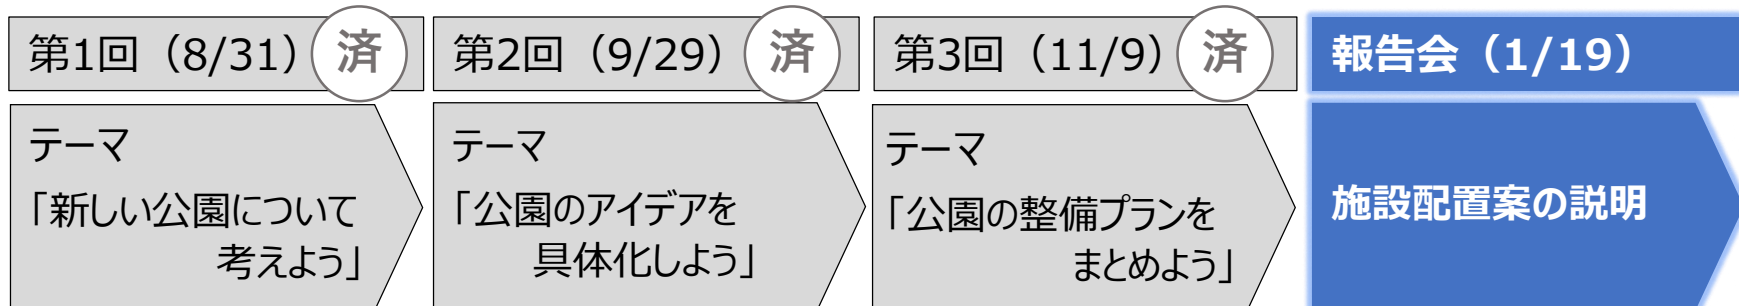 第1回（8/31）
済
テーマ
「新しい公園について
考えよう」
第2回（9/29）
済
テーマ
「公園のアイデアを
具体化しよう」
第3回（11/9）
済
テーマ
「公園の整備プランを
まとめよう」
報告会（1/19）
施設配置案の説明